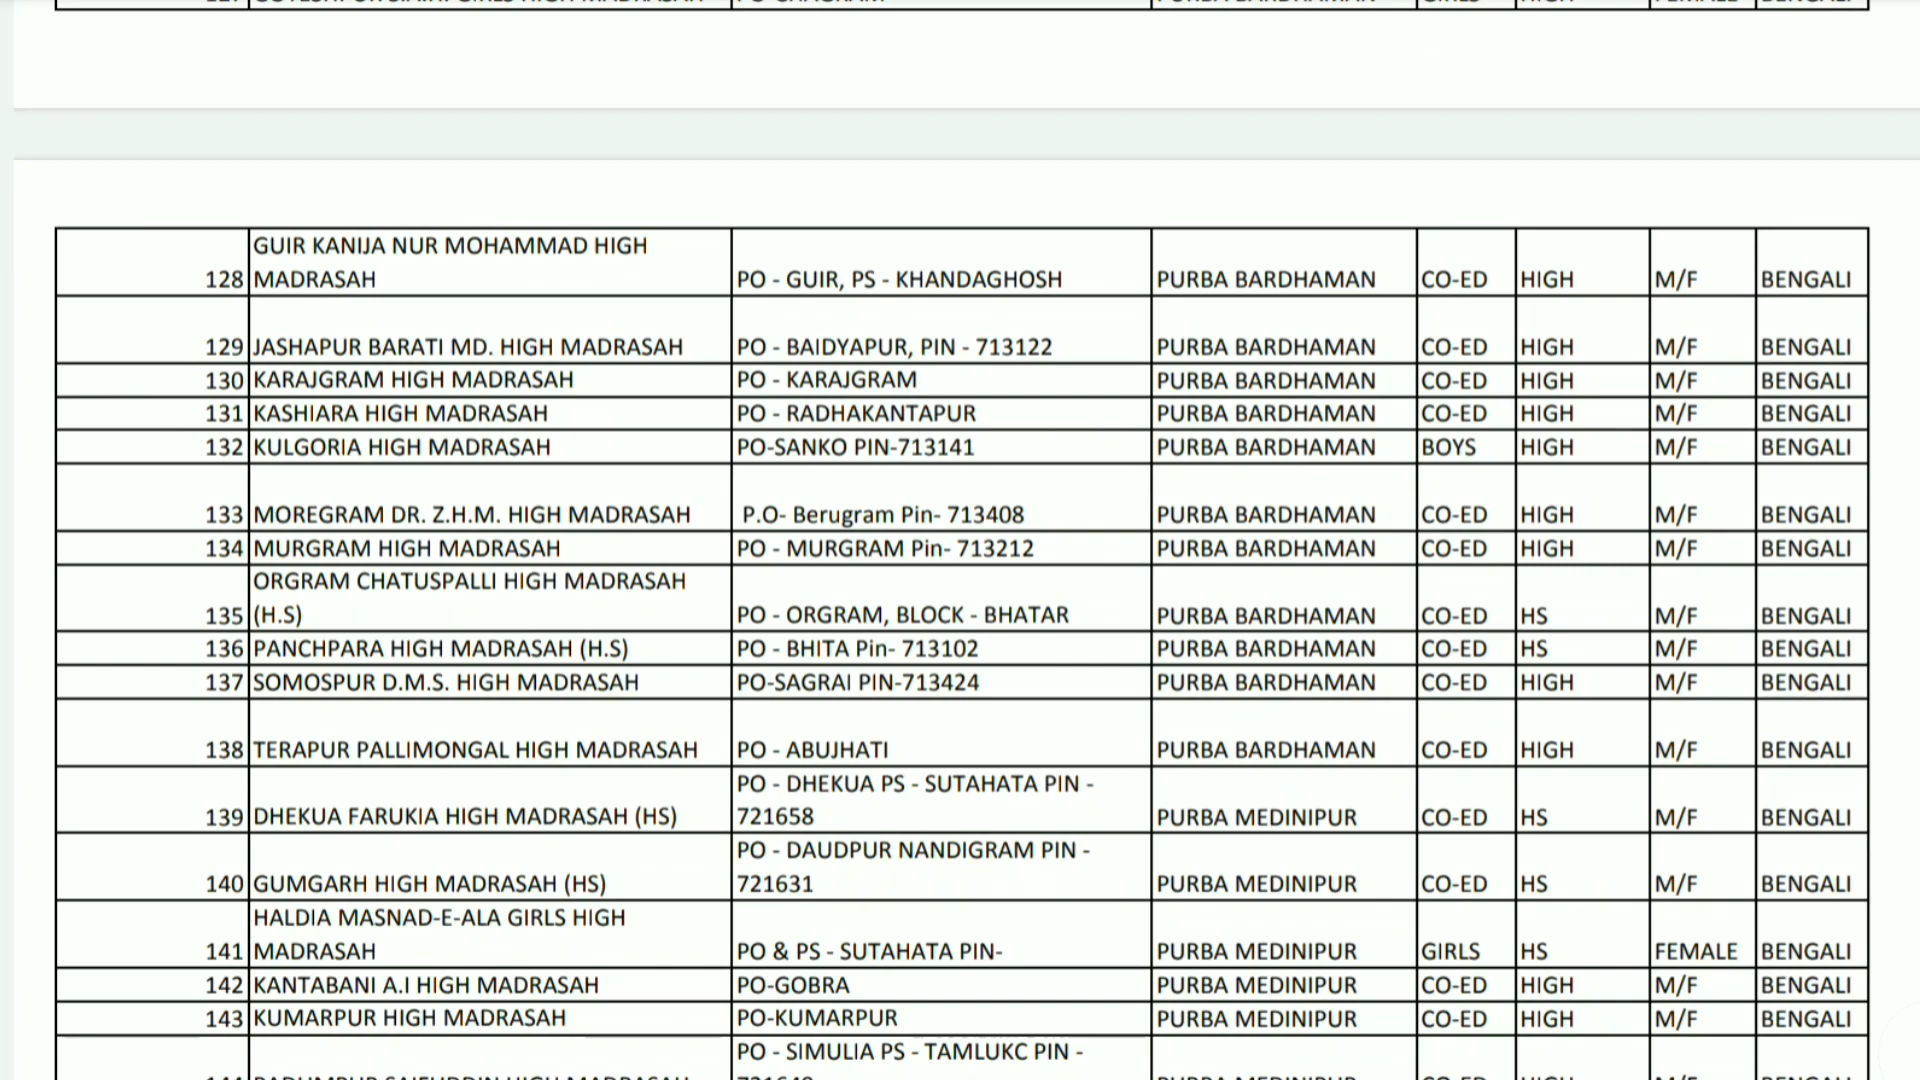 GUIR KANIJA NUR MOHAMMAD HIGH
128 MADRASAH PO - GUIR, PS - KHANDAGHOSH PURBA BARDHAMAN CO-ED HIGH M/F BENGALI
129 JASHAPUR BARATI MD. HIGH MADRASAH PO - BAIDYAPUR, PIN - 713122 PURBA BARDHAMAN CO-ED HIGH M/F BENGALI
130 KARAJGRAM HIGH MADRASAH PO - KARAJGRAM PURBA BARDHAMAN CO-ED HIGH M/F BENGALI
131 KASHIARA HIGH MADRASAH PO - RADHAKANTAPUR PURBA BARDHAMAN CO-ED HIGH M/F BENGALI
132 KULGORIA HIGH MADRASAH PO-SANKO PIN-713141 PURBA BARDHAMAN BOYS HIGH M/F BENGALI
133 MOREGRAM DR. Z.H.M. HIGH MADRASAH P.O- Berugram Pin- 713408 PURBA BARDHAMAN CO-ED HIGH M/F BENGALI
134 MURGRAM HIGH MADRASAH PO - MURGRAM Pin- 713212 PURBA BARDHAMAN CO-ED HIGH M/F BENGALI
ORGRAM CHATUSPALLI HIGH MADRASAH
135 (H.S) PO - ORGRAM, BLOCK - BHATAR PURBA BARDHAMAN CO-ED HS M/F BENGALI
136 PANCHPARA HIGH MADRASAH (H.S) PO - BHITA Pin- 713102 PURBA BARDHAMAN CO-ED HS M/F BENGALI
137 SOMOSPUR D.M.S. HIGH MADRASAH PO-SAGRAI PIN-713424 PURBA BARDHAMAN CO-ED HIGH M/F BENGALI
138 TERAPUR PALLIMONGAL HIGH MADRASAH PO - ABUJHATI PURBA BARDHAMAN CO-ED HIGH M/F BENGALI
PO - DHEKUA PS - SUTAHATA PIN -
139 DHEKUA FARUKIA HIGH MADRASAH (HS) 721658 PURBA MEDINIPUR CO-ED HS M/F BENGALI
PO - DAUDPUR NANDIGRAM PIN -
140 GUMGARH HIGH MADRASAH (HS) 721631 PURBA MEDINIPUR CO-ED HS M/F BENGALI
HALDIA MASNAD-E-ALA GIRLS HIGH
141 MADRASAH PO & PS - SUTAHATA PIN- PURBA MEDINIPUR GIRLS HS FEMALE BENGALI
142 KANTABANI A.I HIGH MADRASAH PO-GOBRA PURBA MEDINIPUR CO-ED HIGH M/F BENGALI
143 KUMARPUR HIGH MADRASAH PO-KUMARPUR PURBA MEDINIPUR CO-ED HIGH M/F BENGALI
PO - SIMULIA PS - TAMLUKC PIN -